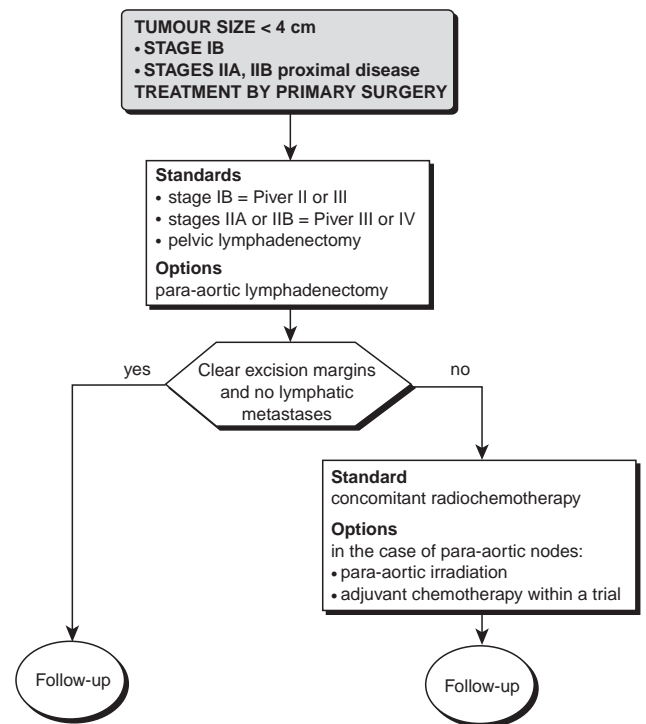 TUMOUR SIZE < 4 cm
• STAGE IB
• STAGES IIA, IIB proximal disease
TREATMENT BY PRIMARY SURGERY
Standards
• stage IB = Piver II or III
• stages IIA or IIB = Piver III or IV
• pelvic lymphadenectomy
Options
para-aortic lymphadenectomy
yes
Clear excision margins
and no lymphatic
metastases
no
Standard
concomitant radiochemotherapy
Options
in the case of para-aortic nodes:
• para-aortic irradiation
• adjuvant chemotherapy within a trial
Follow-up
Follow-up